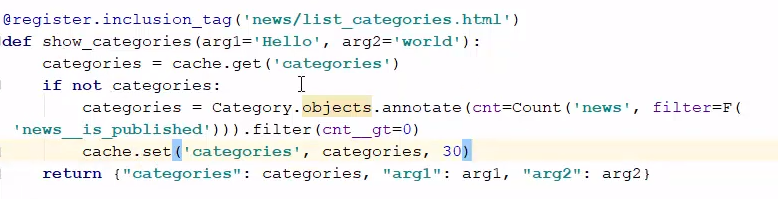 @register.inclusion_tag('news/list_categories.html')
def show_categories(arg1='Hello', arg2='world'):
    categories = cache.get('categories')
    if not categories:
        categories = Category.objects.annotate(cnt=Count('news', filter=F(
'news__is_published'))).filter(cnt__gt=0)
        cache.set('categories', categories, 30)
    return {"categories": categories, "arg1": arg1, "arg2": arg2}